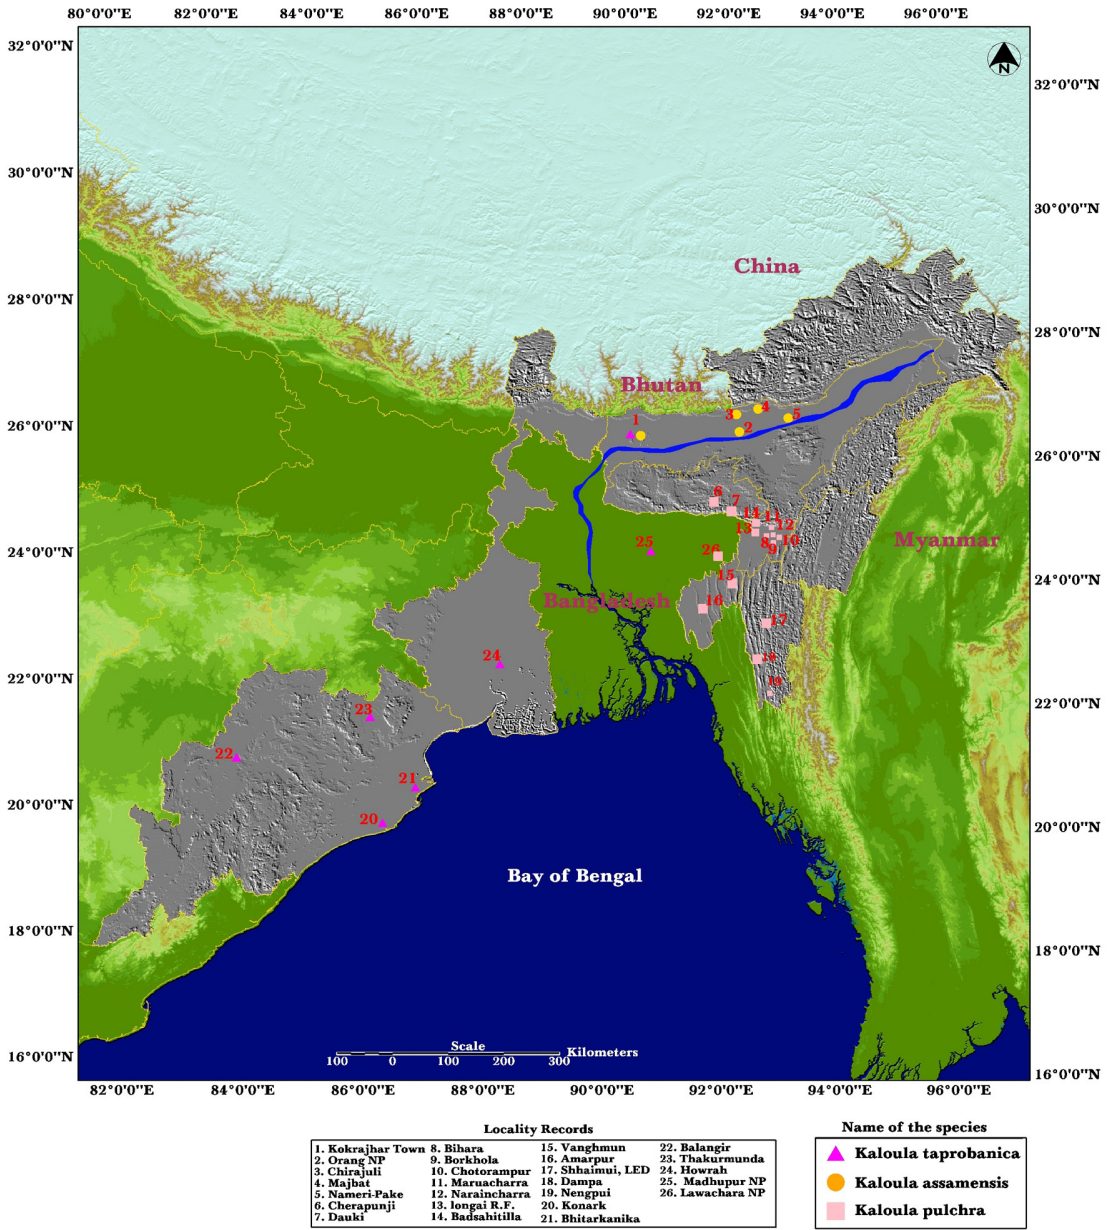 80°0'0"E 82°0'0"E 84°0'0"E 86°0'0"E 88°0'0"E 90°0'0"E 92°0'0"E 94°0'0"E 96°0'0"E
32°0'0"N
32°0'0"N
N
30°0'0"N
30°0'0"N
China
28°0'0"N
28°0'0"N
Bhutan
1
3
4
5
2
26°0'0"N
26°0'0"N
6
7
14
11
13
12
8
10
9
25
26
Myanmar
24°0'0"N
24°0'0"N
15
Bangladesh
16
17
24
18
19
22°0'0"N
22°0'0"N
23
22
21
20
20°0'0"N
20°0'0"N
Bay of Bengal
18°0'0"N
18°0'0"N
16°0'0"N
16°0'0"N
Scale
100 0 100 200 300 Kilometers
82°0'0"E 84°0'0"E 86°0'0"E 88°0'0"E 90°0'0"E 92°0'0"E 94°0'0"E 96°0'0"E
Locality Records
1. Kokrajhar Town
2. Orang NP
3. Chirajuli
4. Majbat
5. Nameri-Pake
6. Cherapunji
7. Dauki
8. Bihara
9. Borkhola
10. Chotorampur
11. Maruacharra
12. Naraincharra
13. longai R.F.
14. Badsahitilla
15. Vanghmun
16. Amarpur
17. Shhaimui, LED
18. Dampa
19. Nengpui
20. Konark
21. Bhitarkanika
22. Balangir
23. Thakurmunda
24. Howrah
25. Madhupur NP
26. Lawachara NP
Name of the species
Kaloula taprobanica
Kaloula assamensis
Kaloula pulchra